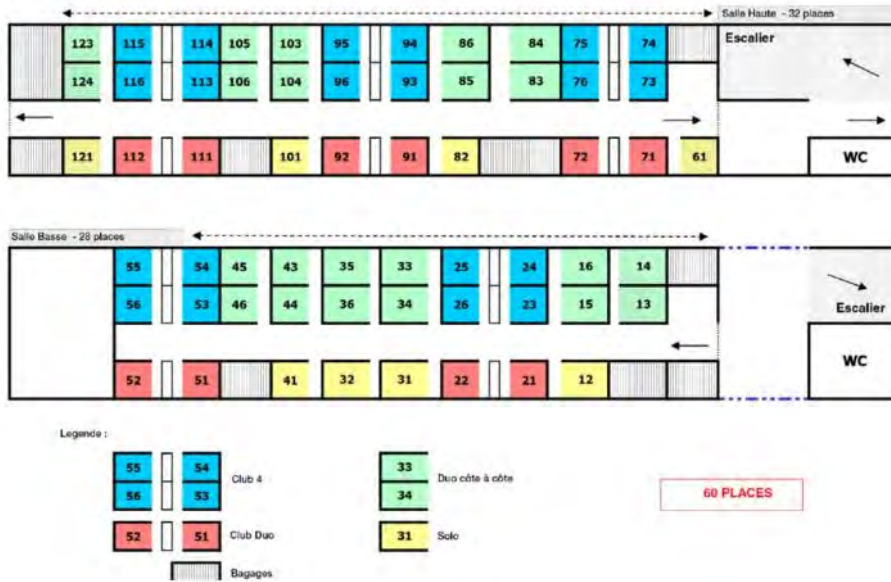 Salle Haute - 32 places
123 115 114 105 103 95 94 86 84 75 74 Escalier
124 116 113 106 104 96 93 85 83 76 73
121 112 111 101 92 91 82 72 71 61 WC
Salle Basse - 28 places
55 54 45 43 35 33 25 24 16 14
56 53 46 44 36 34 26 23 15 13 Escalier
52 51 41 32 31 22 21 12 WC
Legende :
55 54 33
56 53 Club 4 34 Duo côte à côte
60 PLACES
52 51 Club Duo 31 Solo
Bagages